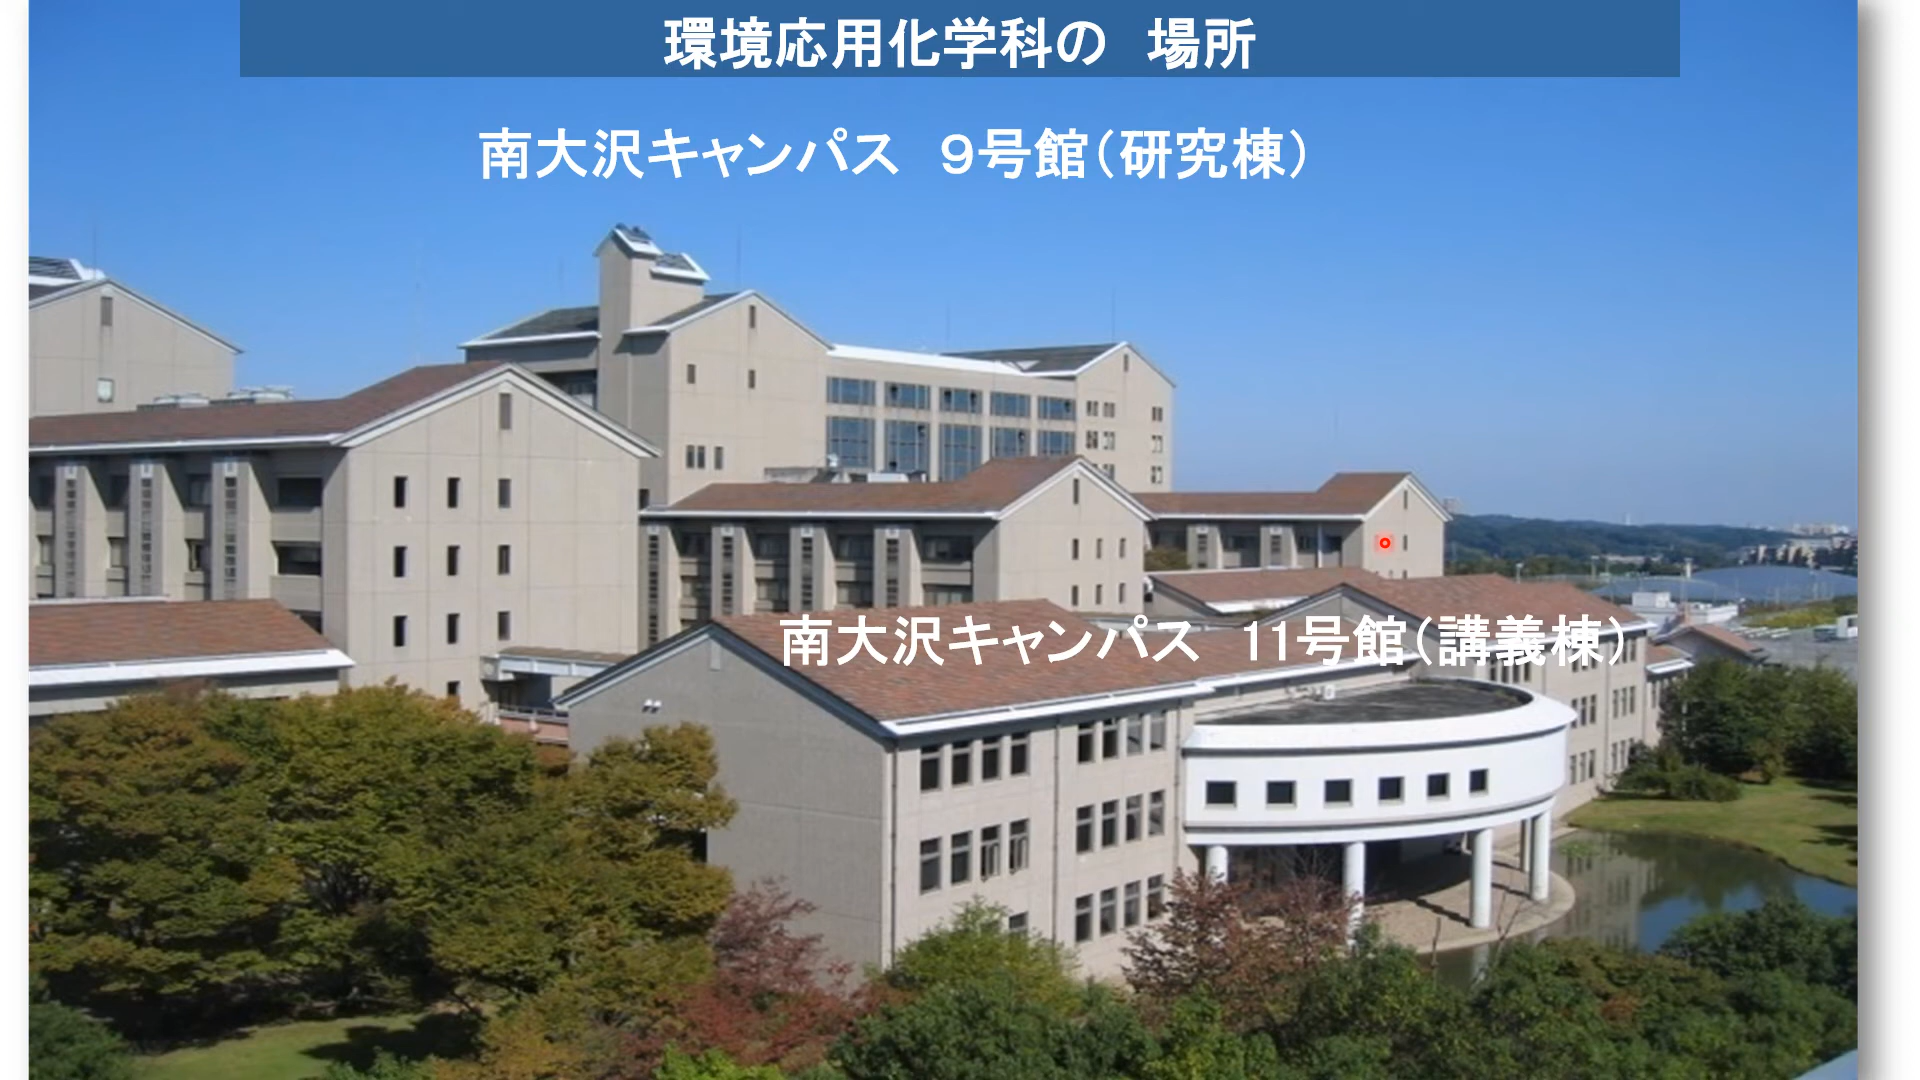 環境応用化学科の　場所
南大沢キャンパス　９号館（研究棟）
南大沢キャンパス　11号館（講義棟）